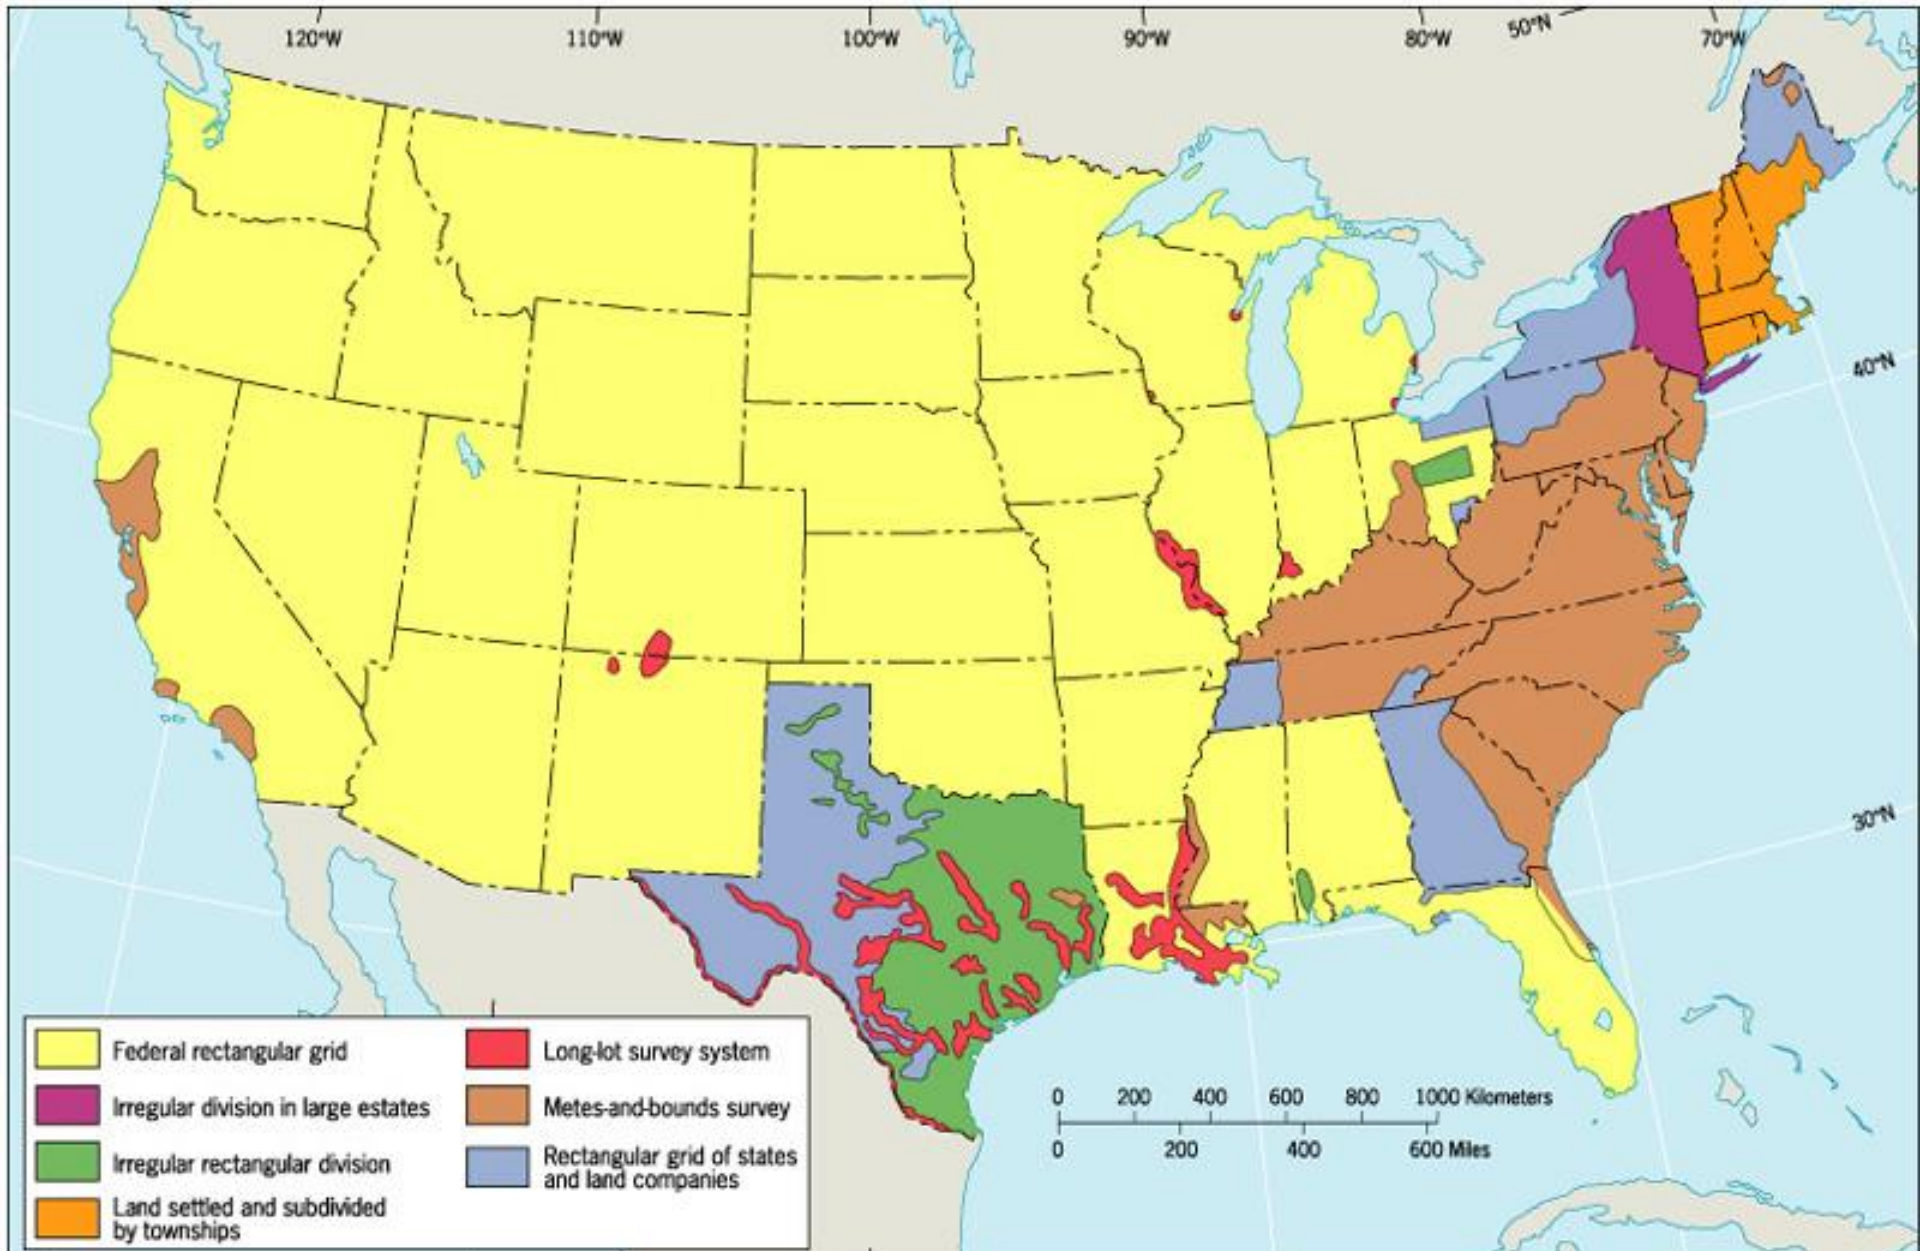 120°W
110°W
100°W
90°W
80°W
50°N
70°W
40°N
30°N
Federal rectangular grid
Irregular division in large estates
Irregular rectangular division
Land settled and subdivided
by townships
Long-lot survey system
Metes-and-bounds survey
Rectangular grid of states
and land companies
0 200 400 600 800 1000 Kilometers
0 200 400 600 Miles